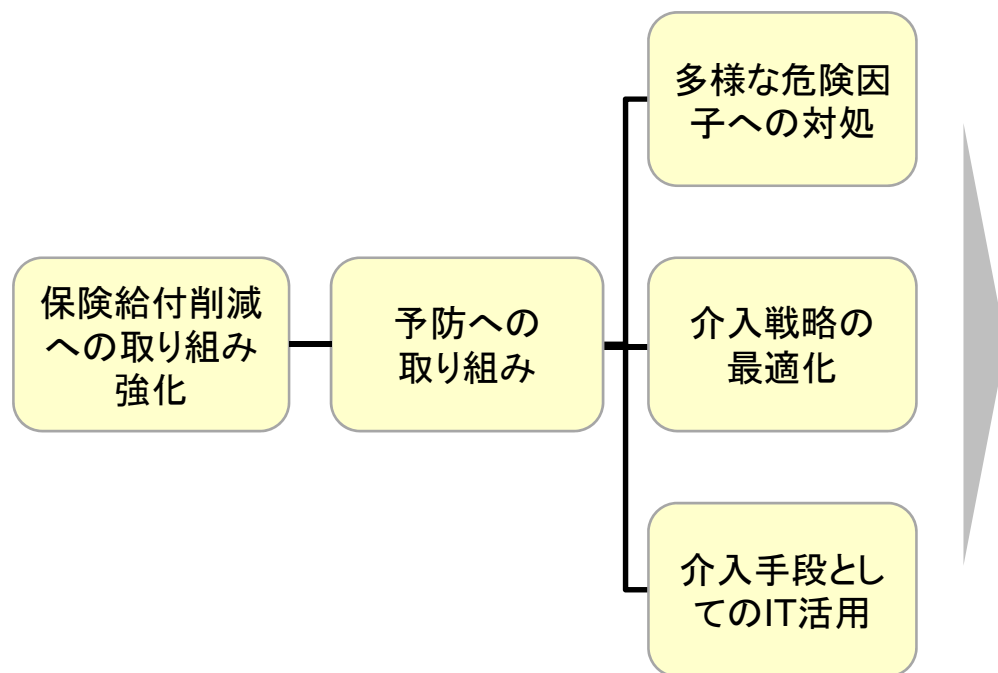 多様な危険因
子への対処
保険給付削減
への取り組み
強化
予防への
取り組み
介入戦略の
最適化
介入手段とし
てのIT活用